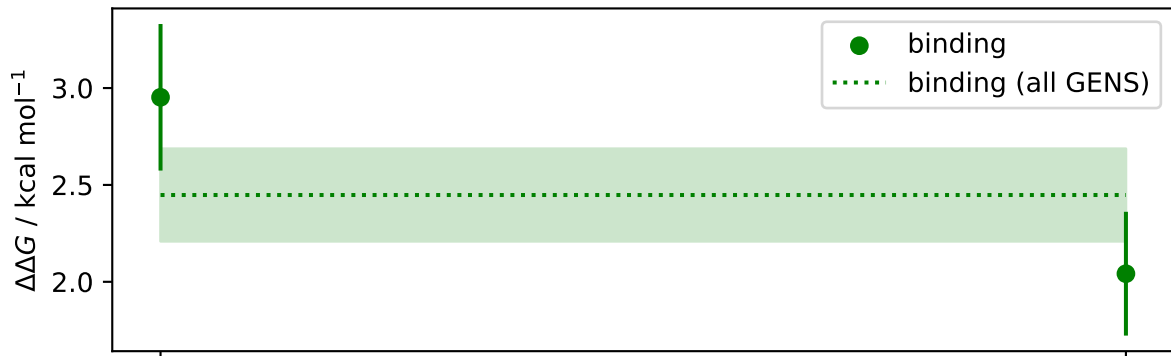 binding
binding (all GENS)
3.0
2.5
2.0
ΔΔG / kcal mol⁻¹